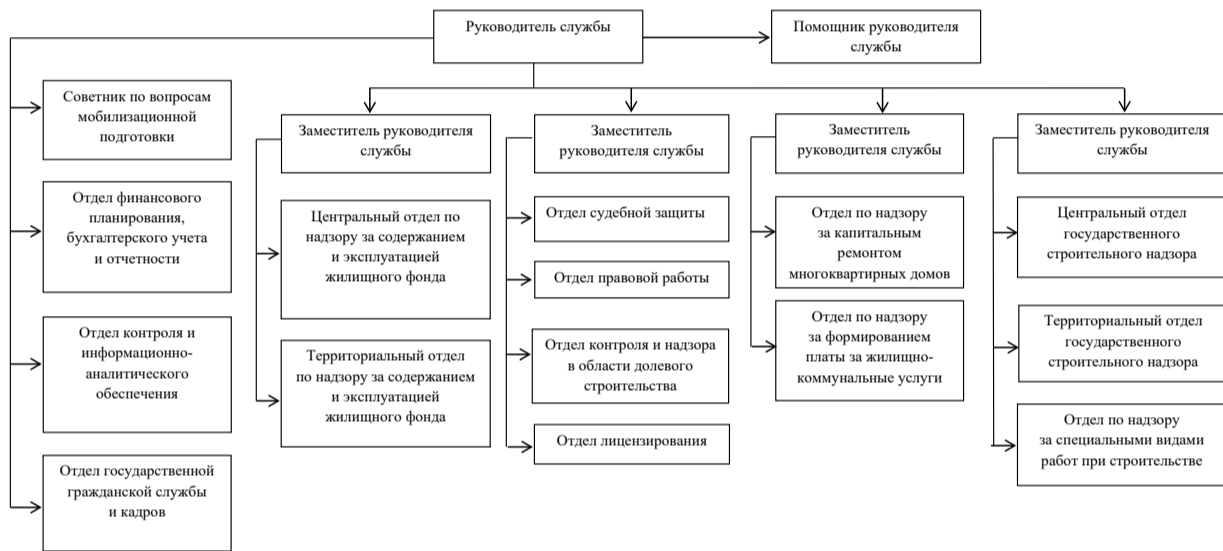 Руководитель службы
Помощник руководителя
службы
Советник по вопросам
мобилизационной
подготовки
Отдел финансового
планирования,
бухгалтерского учета
и отчетности
Отдел контроля и
информационно-
аналитического
обеспечения
Отдел государственной
гражданской службы
и кадров
Заместитель руководителя
службы
Центральный отдел по
надзору за содержанием
и эксплуатацией
жилищного фонда
Территориальный отдел
по надзору за содержанием
и эксплуатацией
жилищного фонда
Заместитель
руководителя службы
Отдел судебной защиты
Отдел правовой работы
Отдел контроля и надзора
в области долевого
строительства
Отдел лицензирования
Заместитель
руководителя службы
Отдел по надзору
за капитальным
ремонтом
многоквартирных домов
Отдел по надзору
за формированием
платы за жилищно-
коммунальные услуги
Заместитель руководителя
службы
Центральный отдел
государственного
строительного надзора
Территориальный отдел
государственного
строительного надзора
Отдел по надзору
за специальными видами
работ при строительстве